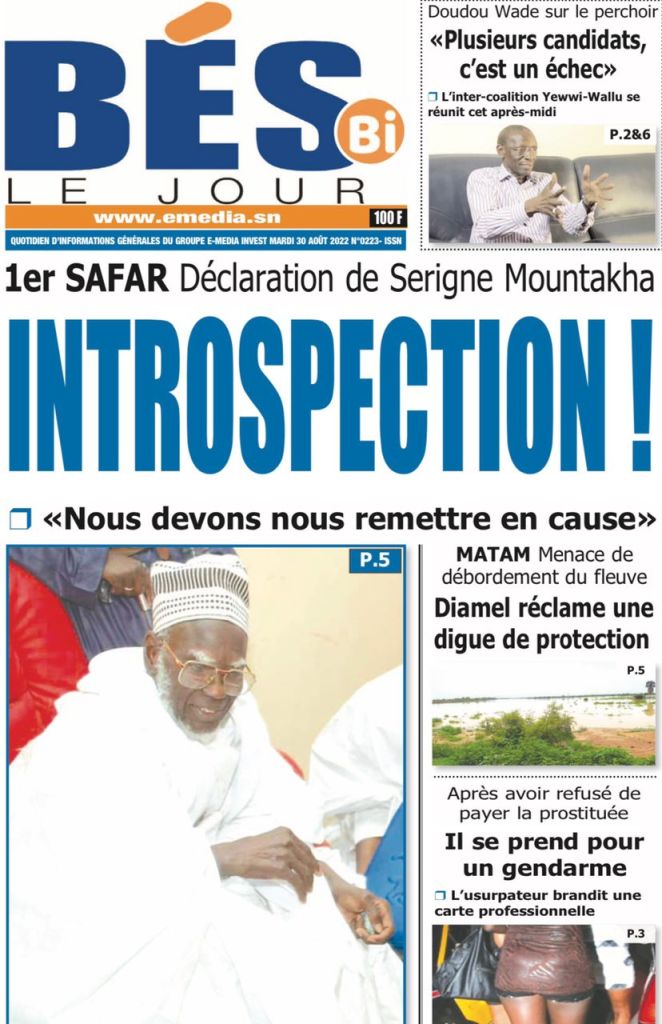 BÉS
Bi
LE JOUR
www.emedia.sn
100 F
QUOTIDIEN D'INFORMATIONS GÉNÉRALES DU GROUPE E-MEDIA INVEST MARDI 30 AOÛT 2022 N°0223- ISSN
Doudou Wade sur le perchoir
«Plusieurs candidats,
c'est un échec»
❒ L'inter-coalition Yewwi-Wallu se
réunit cet après-midi
P.2&6
1er SAFAR Déclaration de Serigne Mountakha
INTROSPECTION !
❒ «Nous devons nous remettre en cause»
P.5
MATAM Menace de
débordement du fleuve
Diamel réclame une
digue de protection
P.5
Après avoir refusé de
payer la prostituée
Il se prend pour
un gendarme
❒ L'usurpateur brandit une
carte professionnelle
P.3